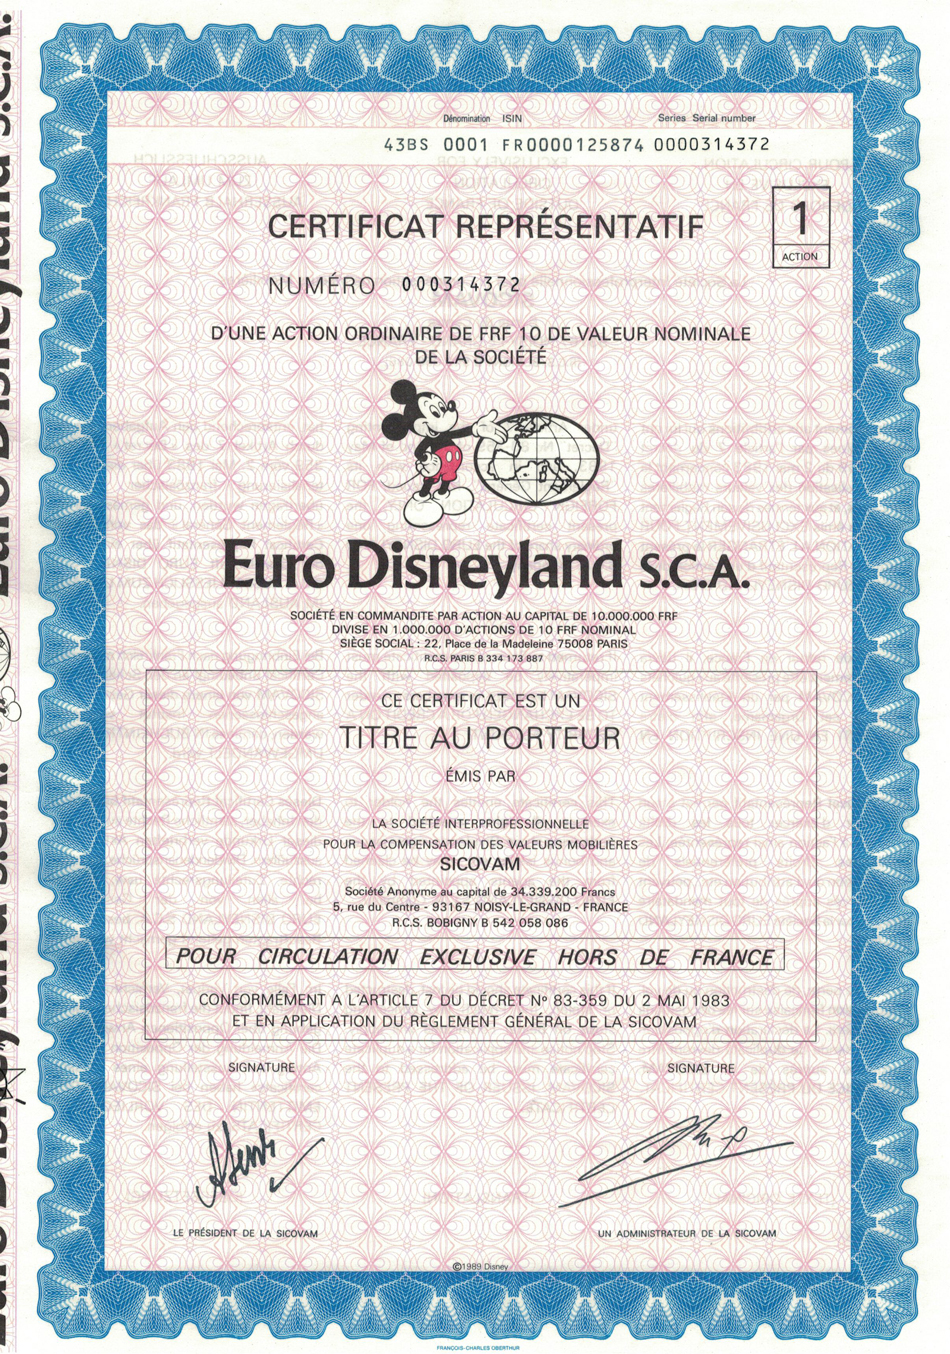 Dénomination ISIN Series Serial number
43BS 0001 FR0000125874 0000314372
CERTIFICAT REPRÉSENTATIF
1
ACTION
NUMÉRO 000314372
D'UNE ACTION ORDINAIRE DE FRF 10 DE VALEUR NOMINALE
DE LA SOCIÉTÉ
Euro Disneyland S.C.A.
SOCIÉTÉ EN COMMANDITE PAR ACTION AU CAPITAL DE 10.000.000 FRF
DIVISE EN 1.000.000 D'ACTIONS DE 10 FRF NOMINAL
SIÈGE SOCIAL : 22, Place de la Madeleine 75008 PARIS
R.C.S. PARIS B 334 173 887
CE CERTIFICAT EST UN
TITRE AU PORTEUR
ÉMIS PAR
LA SOCIÉTÉ INTERPROFESSIONNELLE
POUR LA COMPENSATION DES VALEURS MOBILIÈRES
SICOVAM
Société Anonyme au capital de 34.339.200 Francs
5, rue du Centre - 93167 NOISY-LE-GRAND - FRANCE
R.C.S. BOBIGNY B 542 058 086
POUR CIRCULATION EXCLUSIVE HORS DE FRANCE
CONFORMÉMENT A L'ARTICLE 7 DU DÉCRET Nº 83-359 DU 2 MAI 1983
ET EN APPLICATION DU RÈGLEMENT GÉNÉRAL DE LA SICOVAM
SIGNATURE SIGNATURE
LE PRÉSIDENT DE LA SICOVAM UN ADMINISTRATEUR DE LA SICOVAM
©1989 Disney
FRANÇOIS-CHARLES OBERTHUR
Euro Disneyland S.C.A.
Euro Disneyland S.C.A.